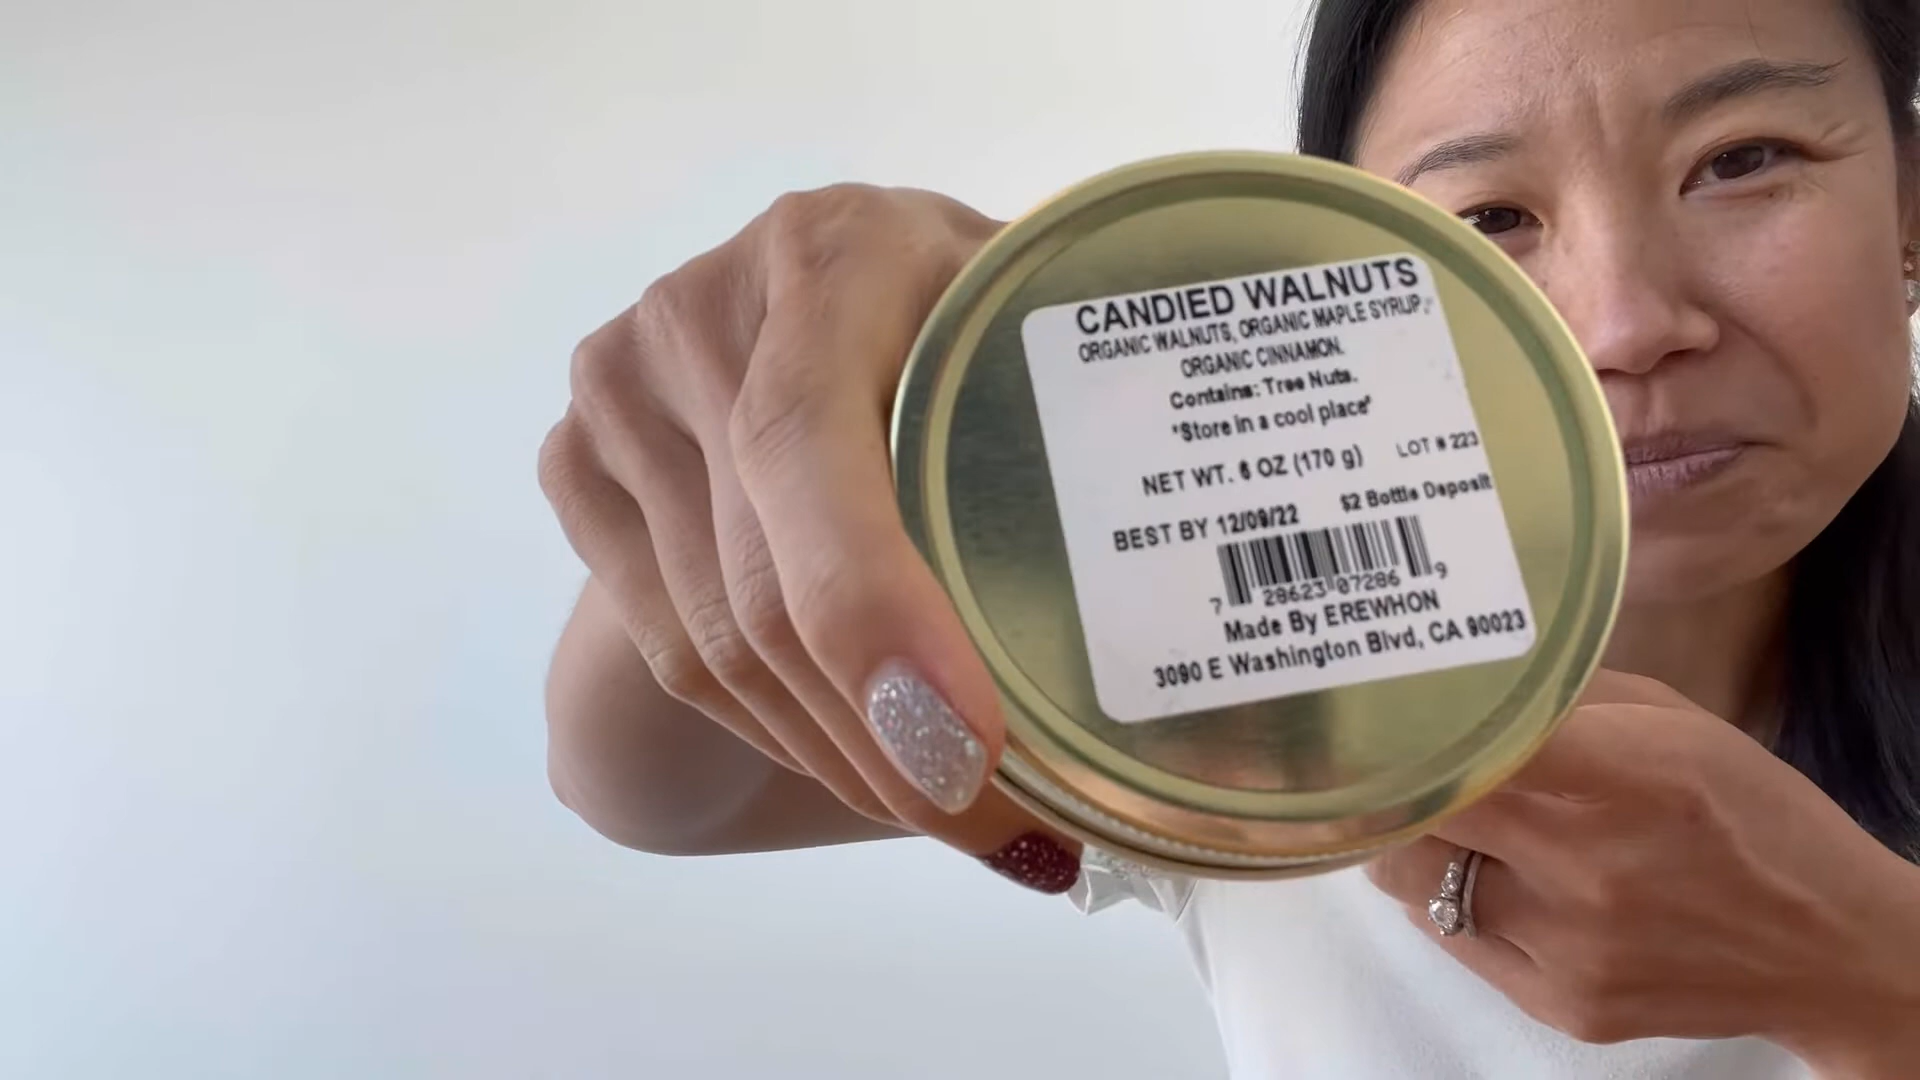 CANDIED WALNUTS
ORGANIC WALNUTS, ORGANIC MAPLE SYRUP,
ORGANIC CINNAMON.
Contains: Tree Nuts.
*Store in a cool place*
NET WT. 6 OZ (170 g) LOT # 223
BEST BY 12/09/22 $2 Bottle Deposit
7 28623 07286 9
Made By EREWHON
3090 E Washington Blvd, CA 90023